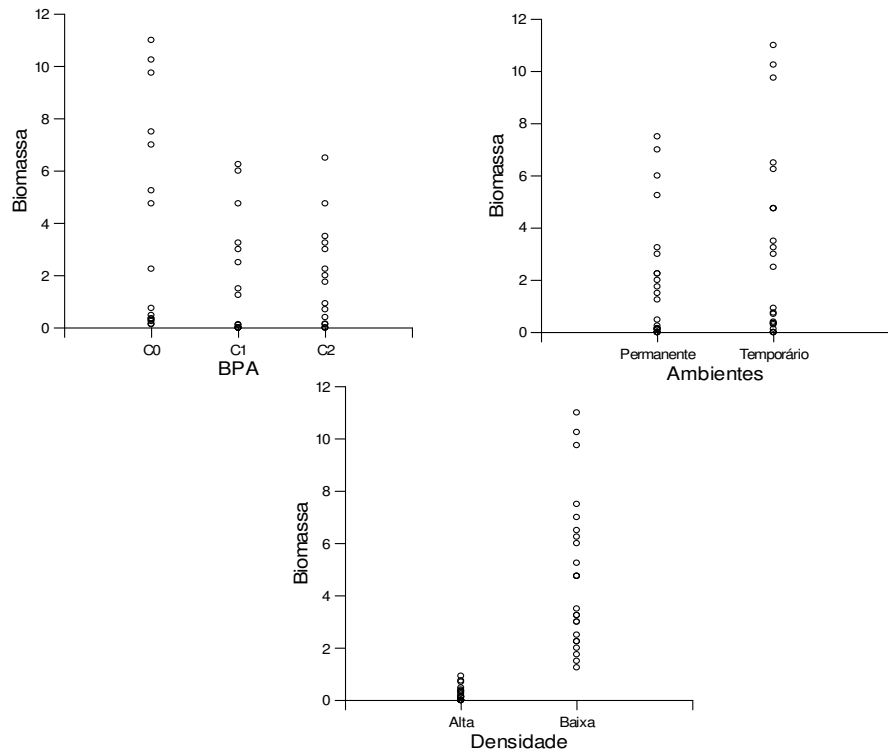 12
10
8
6
4
2
0
Biomassa
C0 C1 C2
BPA
12
10
8
6
4
2
0
Biomassa
Permanente Temporário
Ambientes
12
10
8
6
4
2
0
Biomassa
Alta Baixa
Densidade